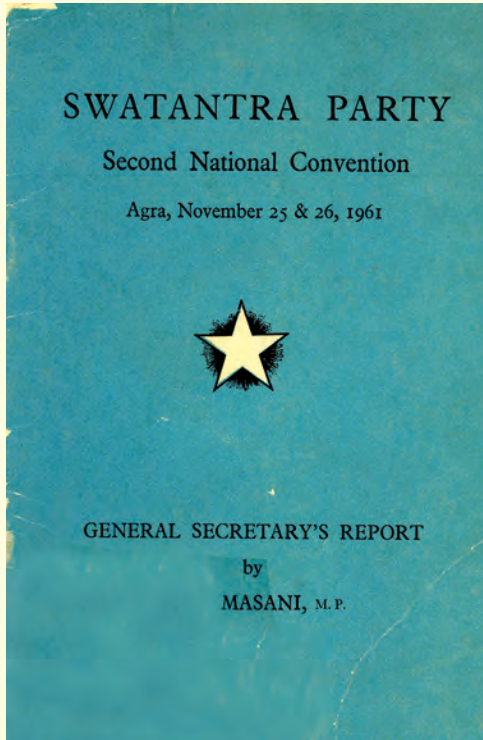 SWATANTRA PARTY
Second National Convention
Agra, November 25 & 26, 1961
GENERAL SECRETARY'S REPORT
by
MASANI, M. P.